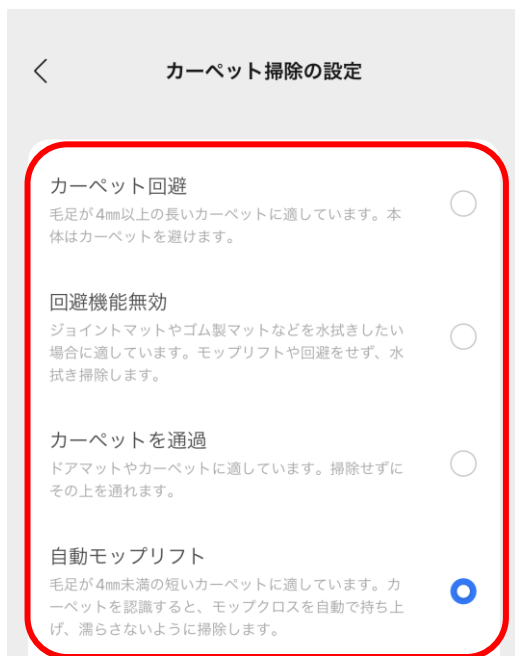 カーペット掃除の設定
カーペット回避
毛足が4㎜以上の長いカーペットに適しています。本
体はカーペットを避けます。
回避機能無効
ジョイントマットやゴム製マットなどを水拭きしたい
場合に適しています。モップリフトや回避をせず、水
拭き掃除します。
カーペットを通過
ドアマットやカーペットに適しています。掃除せずに
その上を通れます。
自動モップリフト
毛足が4㎜未満の短いカーペットに適しています。カ
ーペットを認識すると、モップクロスを自動で持ち上
げ、濡らさないように掃除します。